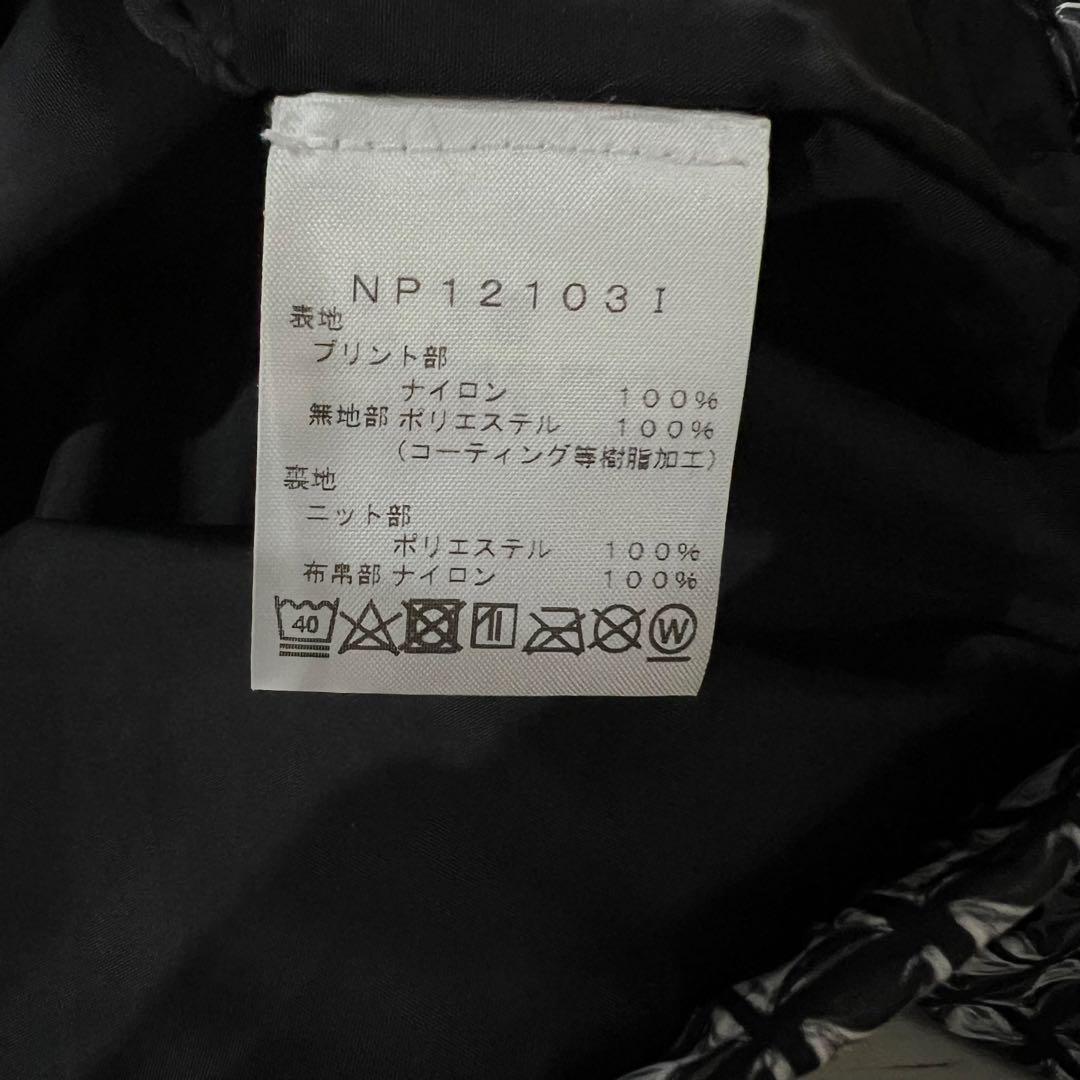 NP12103I
表地
プリント部
ナイロン 100%
無地部 ポリエステル 100%
(コーティング等樹脂加工)
裏地
ニット部
ポリエステル 100%
布帛部 ナイロン 100%
40 W